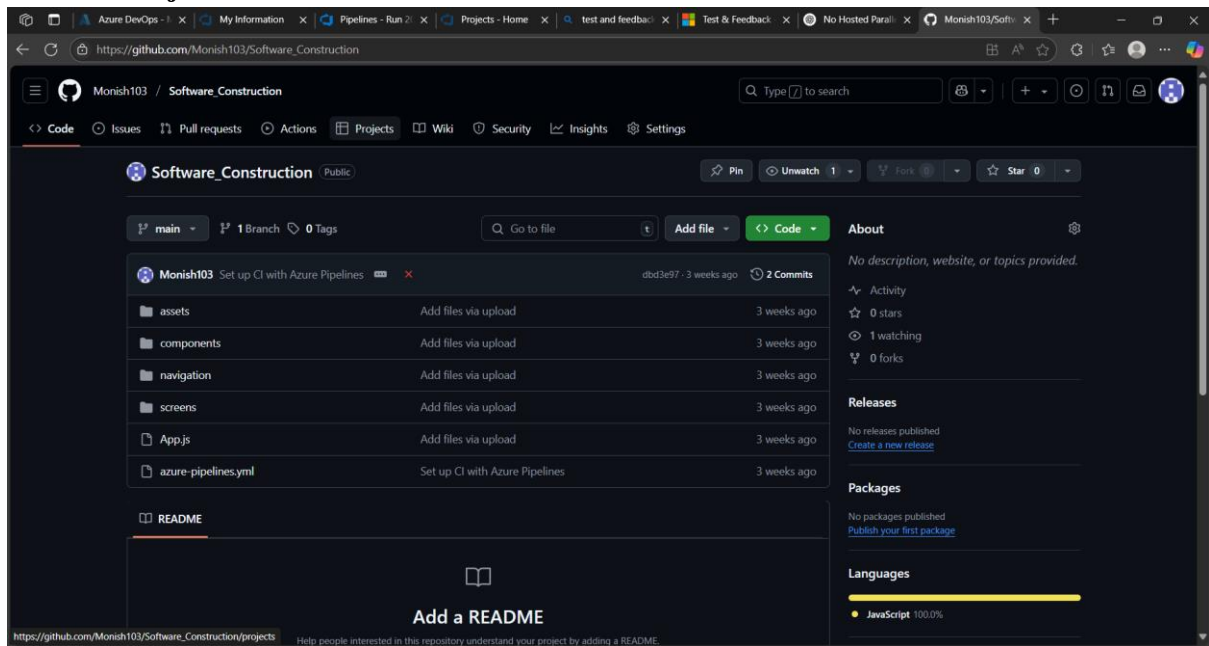 Azure DevOps - 
My Information
Pipelines - Run 2
Projects - Home
test and feedbac
Test & Feedback
No Hosted Parall
Monish103/Softw
https://github.com/Monish103/Software_Construction
Monish103 / Software_Construction
Type / to search
Code Issues Pull requests Actions Projects Wiki Security Insights Settings
Software_Construction Public
Pin Unwatch 1 Fork 0 Star 0
main 1 Branch 0 Tags Go to file t Add file Code
About
No description, website, or topics provided.
Activity
0 stars
1 watching
0 forks
Monish103 Set up CI with Azure Pipelines dbd3e97 · 3 weeks ago 2 Commits
assets Add files via upload 3 weeks ago
components Add files via upload 3 weeks ago
navigation Add files via upload 3 weeks ago
screens Add files via upload 3 weeks ago
App.js Add files via upload 3 weeks ago
azure-pipelines.yml Set up CI with Azure Pipelines 3 weeks ago
Releases
No releases published
Create a new release
Packages
No packages published
Publish your first package
Languages
JavaScript 100.0%
README
Add a README
Help people interested in this repository understand your project by adding a README.
https://github.com/Monish103/Software_Construction/projects